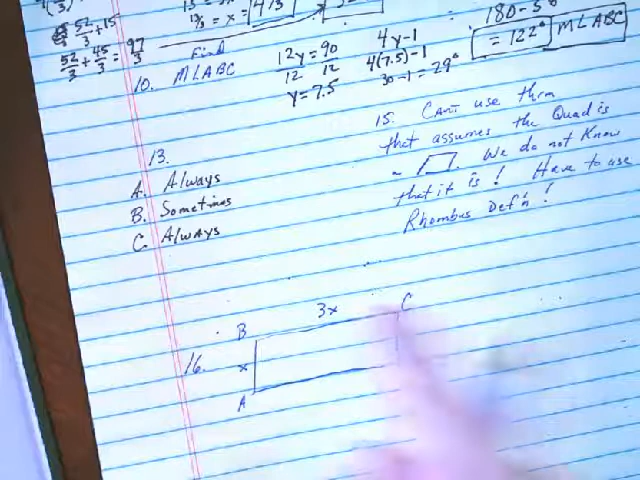 52/3 + 15
52/3 + 45/3 = 97/3
13/3 = x = 4/3
180 - 58
= 122° m∠ABC
10. Find
m∠ABC
12y = 90
12 12
y = 7.5
4y-1
4(7.5)-1
30-1 = 29°
13.
A. Always
B. Sometimes
C. Always
15. Can't use thm
that assumes the Quad is
a ▱. We do not know
that it is! Have to use
Rhombus Def'n!
16.
B 3x C
x
A